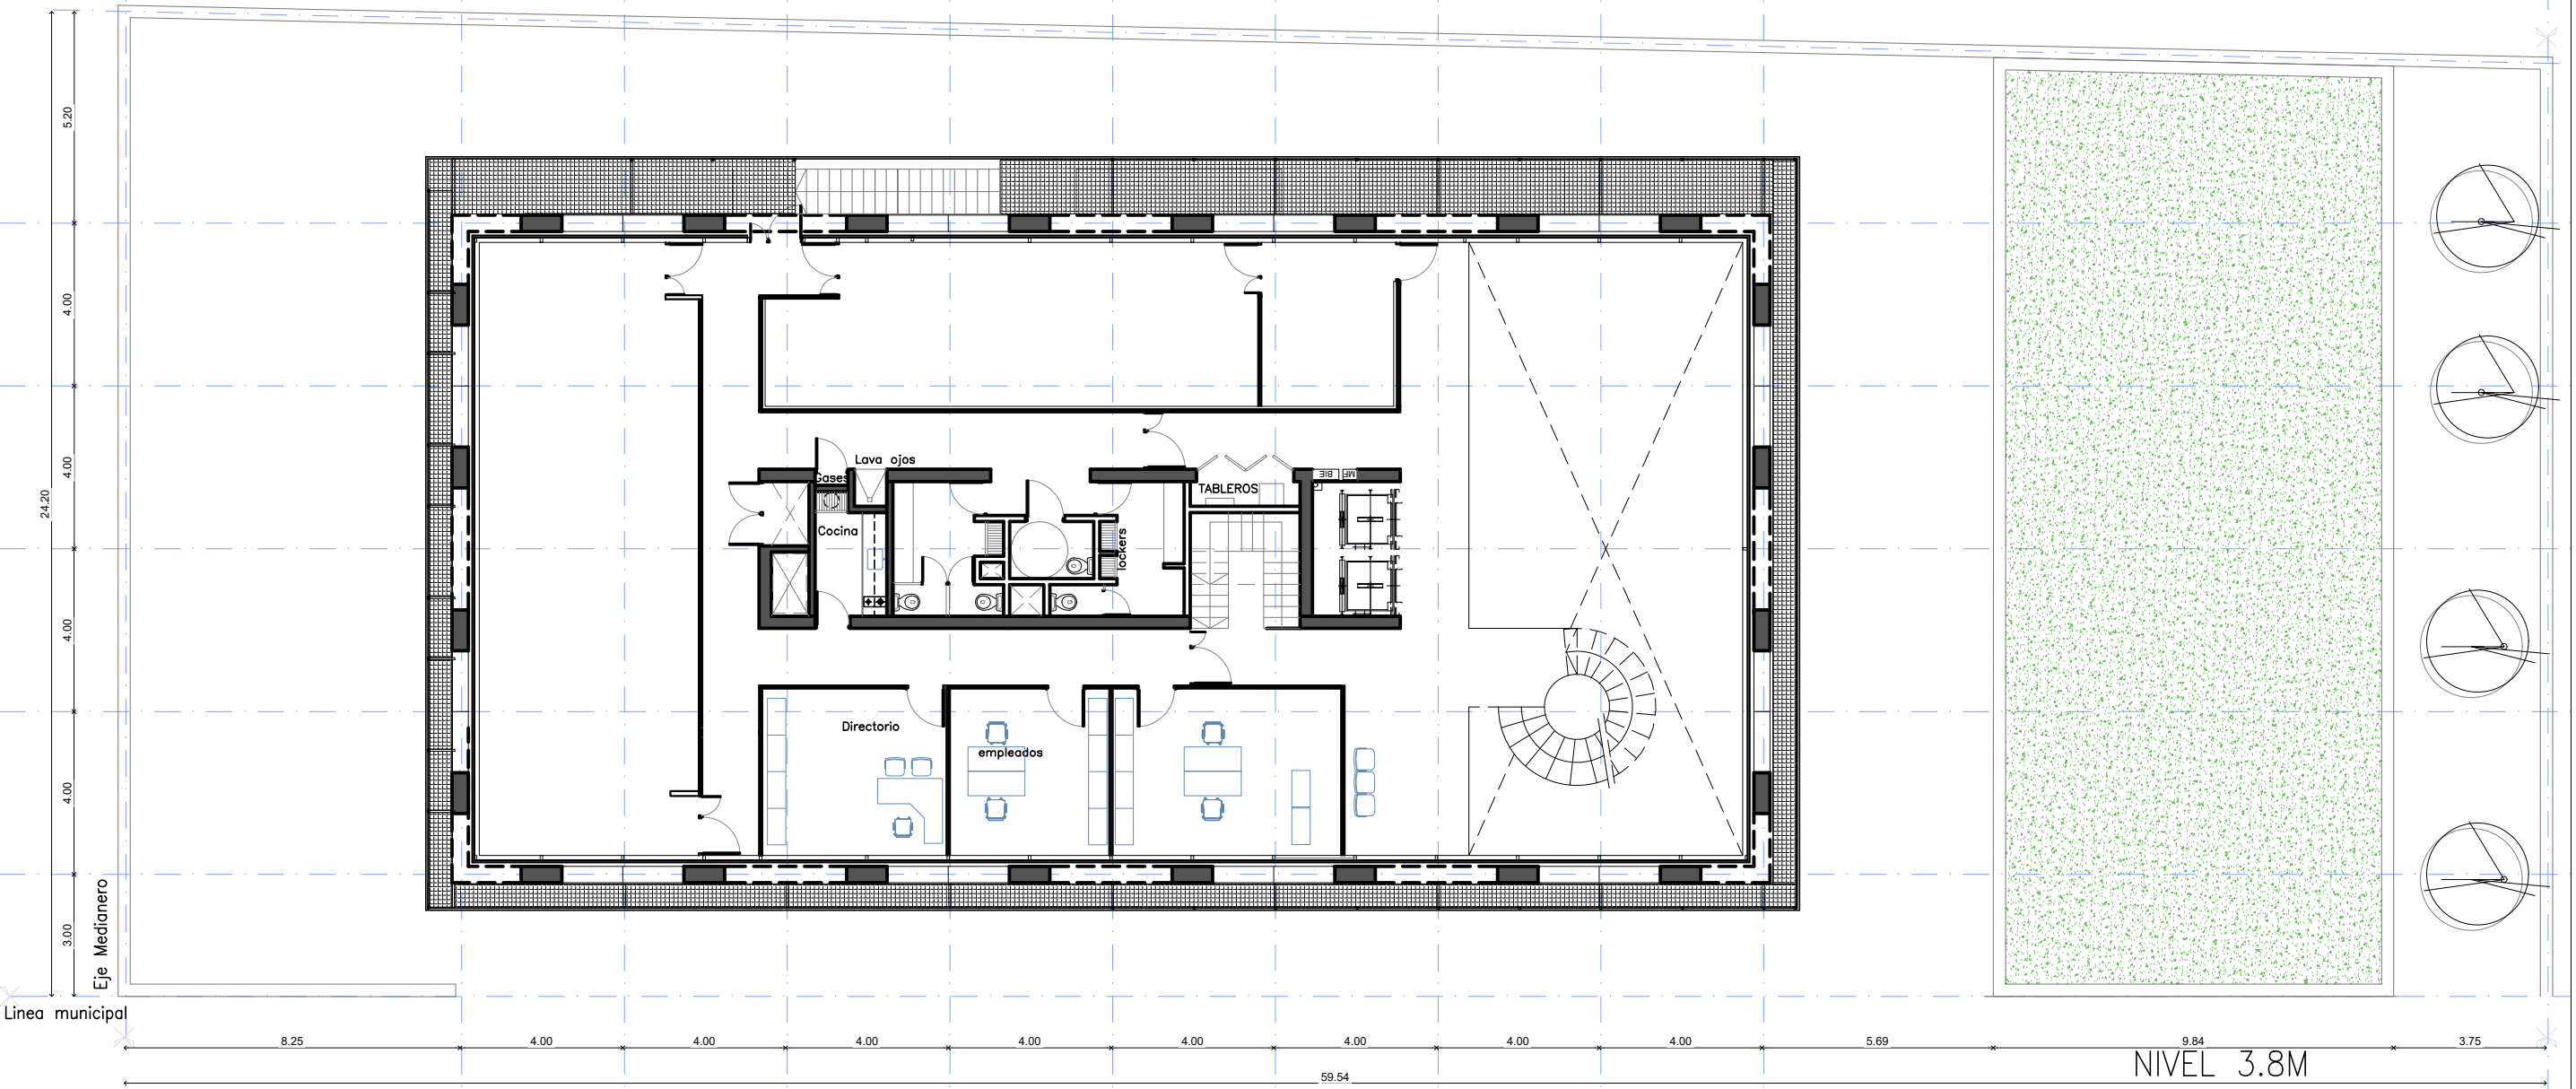 5.20
4.00
24.20
4.00
4.00
4.00
3.00
Eje Medianero
Linea municipal
Lava ojos
Gases
Cocina
lockers
TABLEROS
BIE
MF
Directorio
empleados
8.25
4.00
4.00
4.00
4.00
4.00
4.00
4.00
4.00
5.69
9.84
3.75
59.54
NIVEL 3.8M